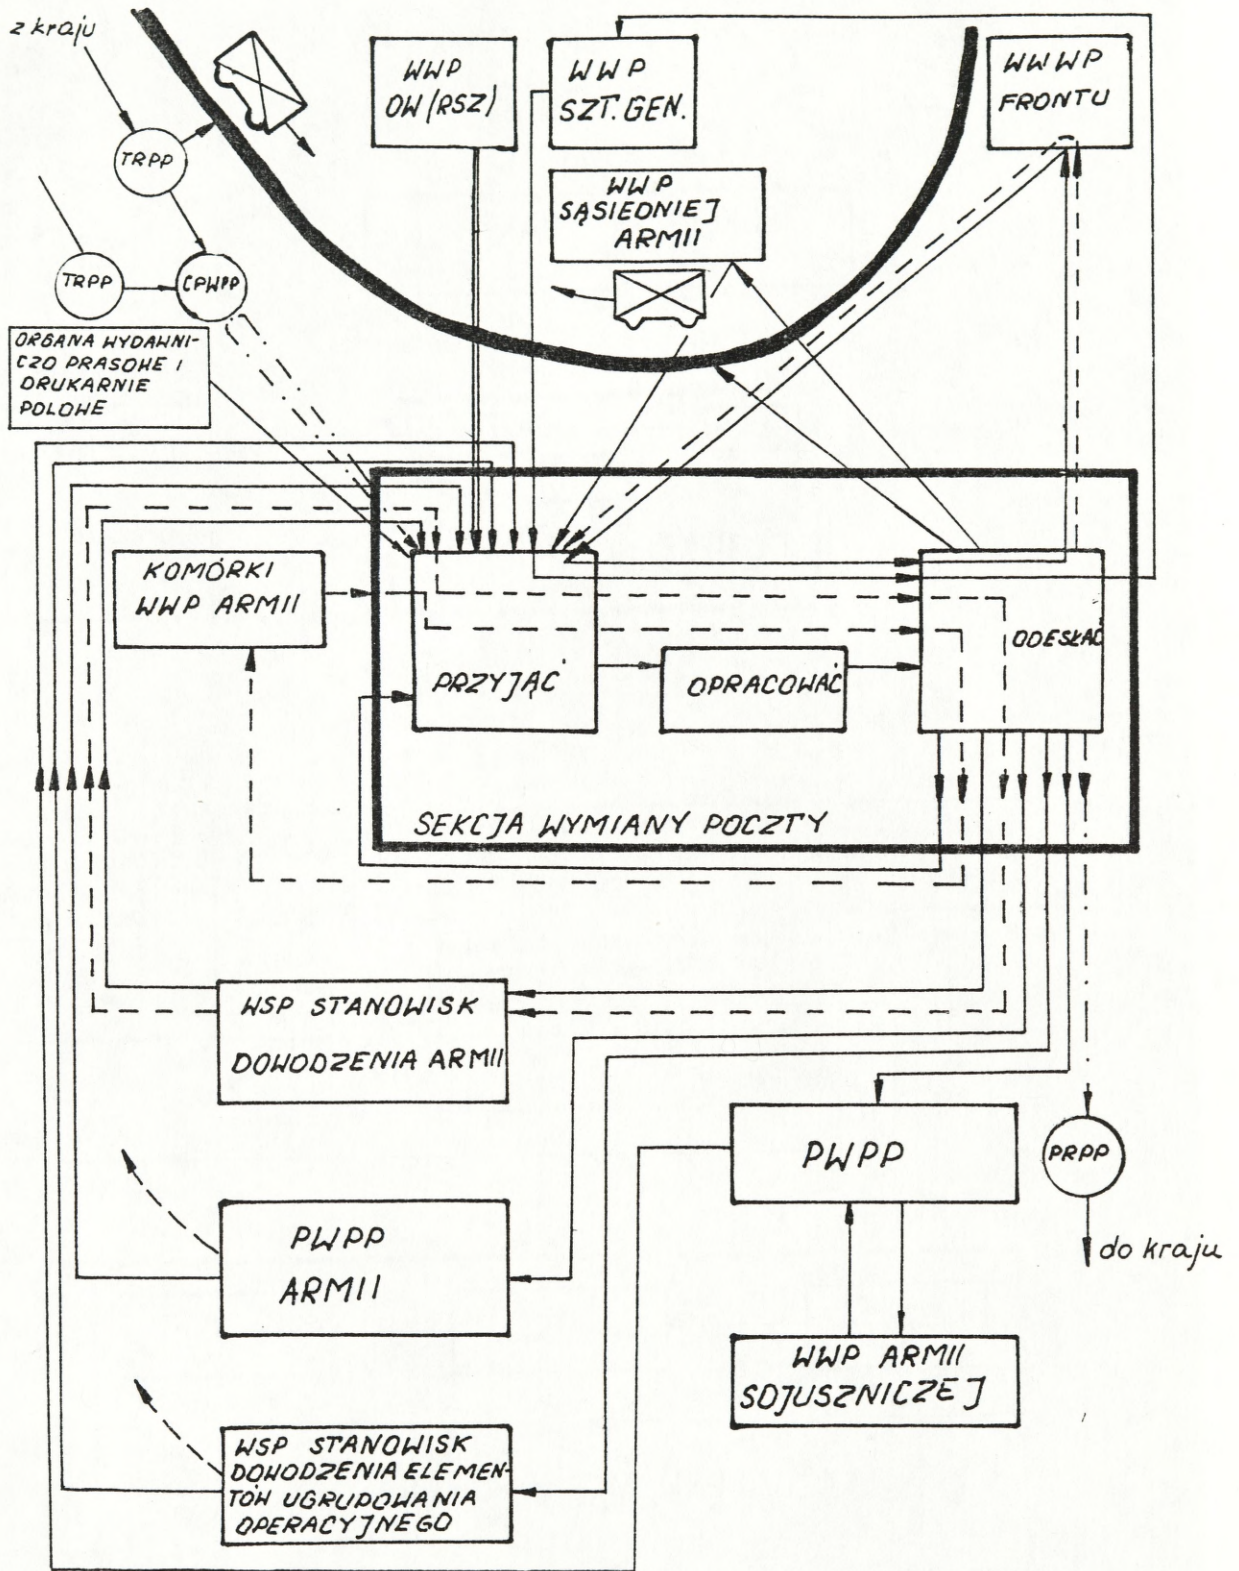 z kraju
WWP
OW (RSZ)
WWP
SZT. GEN.
WWWP
FRONTU
TRPP
WWP
SĄSIEDNIEJ
ARMII
TRPP
CPWPP
ORGANA WYDAWNI-
CZO PRASOWE I
DRUKARNIE
POLOWE
KOMÓRKI
WWP ARMII
PRZYJĄĆ
OPRACOWAĆ
ODESŁAĆ
SEKCJA WYMIANY POCZTY
WSP STANOWISK
DOWODZENIA ARMII
PWPP
PRPP
PWPP
ARMII
do kraju
WWP ARMII
SOJUSZNICZEJ
WSP STANOWISK
DOWODZENIA ELEMEN-
TÓW UGRUPOWANIA
OPERACYJNEGO